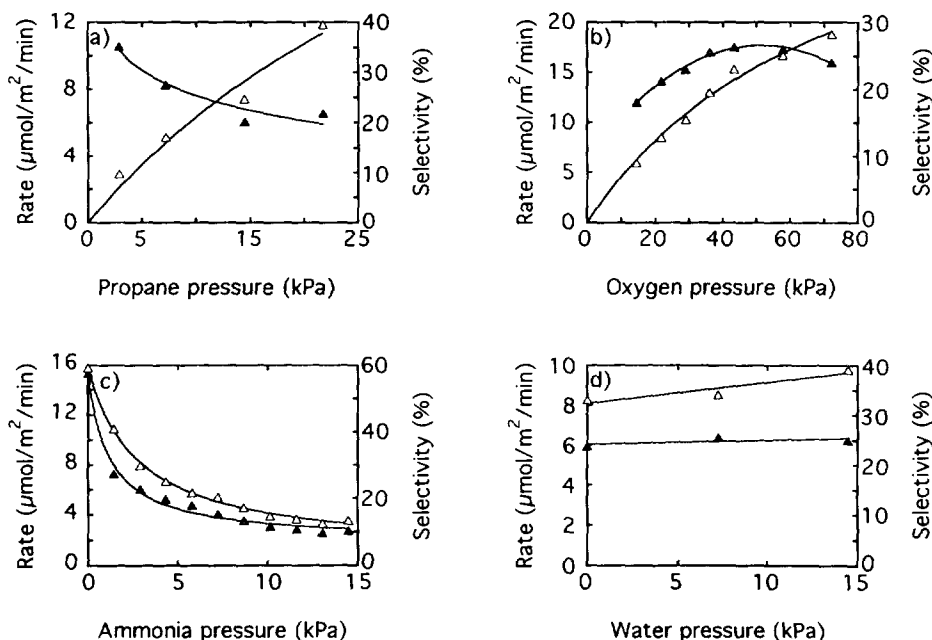 a)
12
8
4
0
40
30
20
10
0
0 5 15 25
Rate (μmol/m²/min)
Selectivity (%)
Propane pressure (kPa)
b)
20
15
10
5
0
30
20
10
0
0 20 40 60 80
Rate (μmol/m²/min)
Selectivity (%)
Oxygen pressure (kPa)
c)
16
12
8
4
0
60
40
20
0
0 5 10 15
Rate (μmol/m²/min)
Selectivity (%)
Ammonia pressure (kPa)
d)
10
8
6
4
2
0
40
30
20
10
0
0 5 10 15
Rate (μmol/m²/min)
Selectivity (%)
Water pressure (kPa)